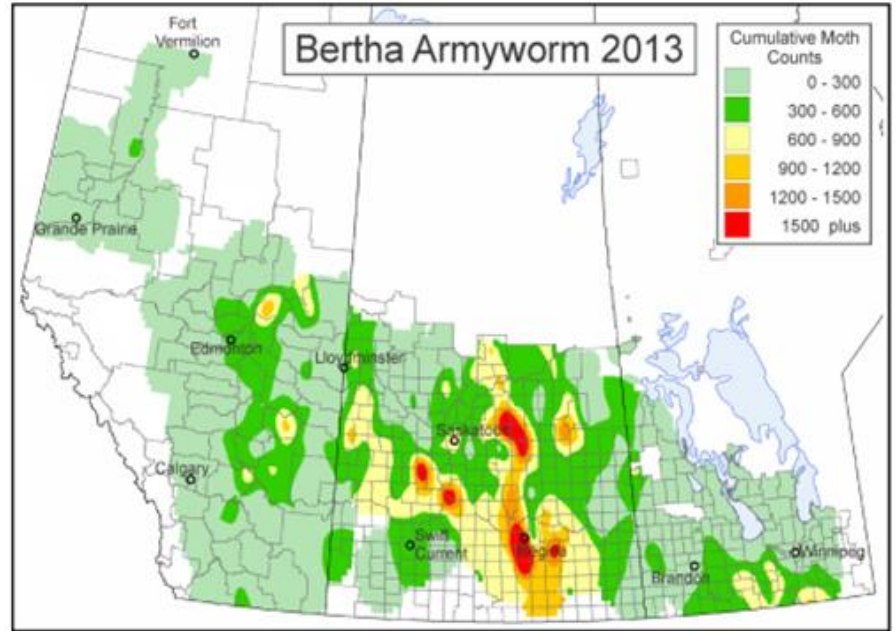 Fort
Vermilion
Bertha Armyworm 2013
Cumulative Moth
Counts
0 - 300
300 - 600
600 - 900
900 - 1200
1200 - 1500
1500 plus
Grande Prairie
Edmonton
Lloydminster
Saskatoon
Calgary
Swift
Current
Regina
Winnipeg
Brandon